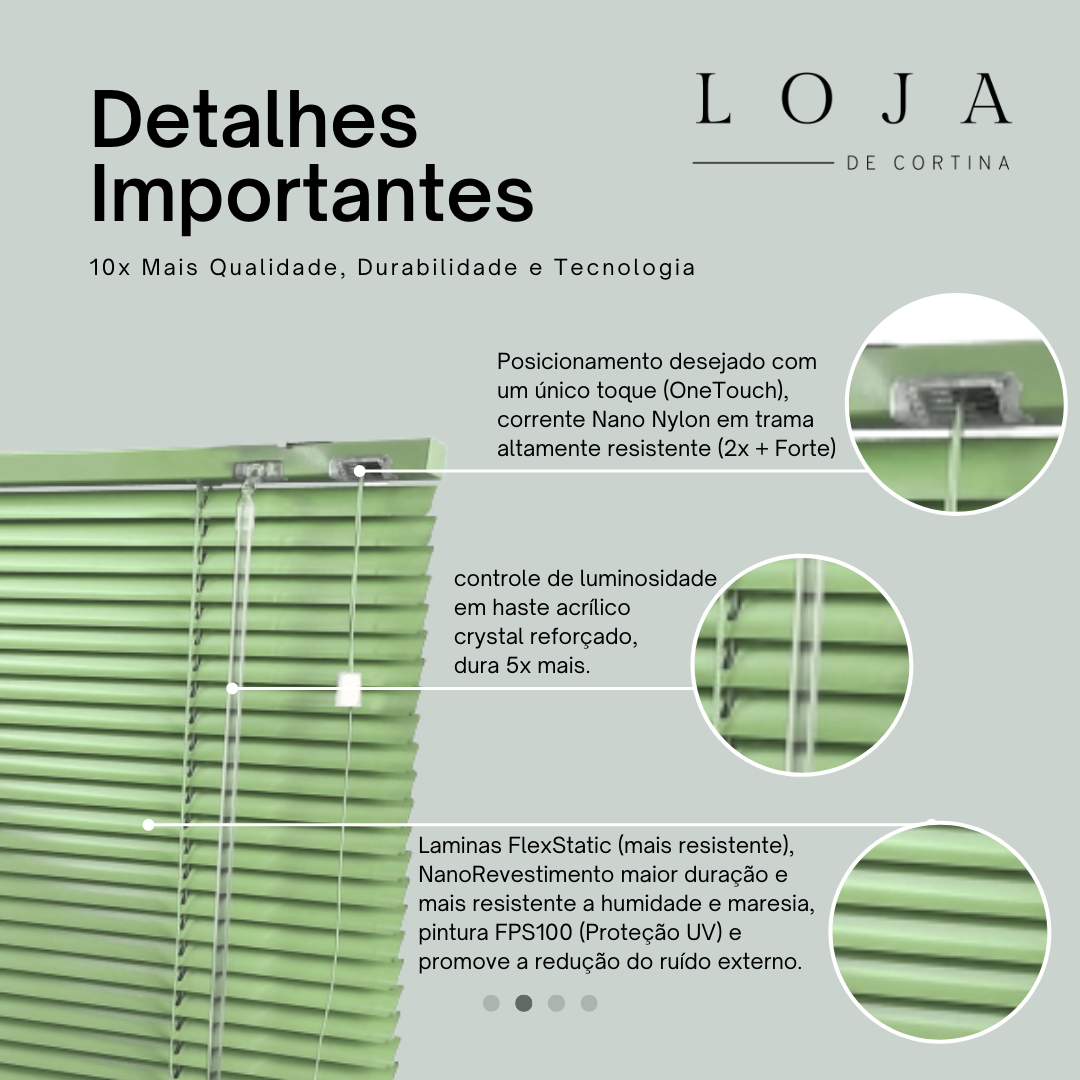 Detalhes
Importantes
10x Mais Qualidade, Durabilidade e Tecnologia
LOJA
DE CORTINA
Posicionamento desejado com
um único toque (OneTouch),
corrente Nano Nylon em trama
altamente resistente (2x + Forte)
controle de luminosidade
em haste acrílico
crystal reforçado,
dura 5x mais.
Laminas FlexStatic (mais resistente),
NanoRevestimento maior duração e
mais resistente a humidade e maresia,
pintura FPS100 (Proteção UV) e
promove a redução do ruído externo.